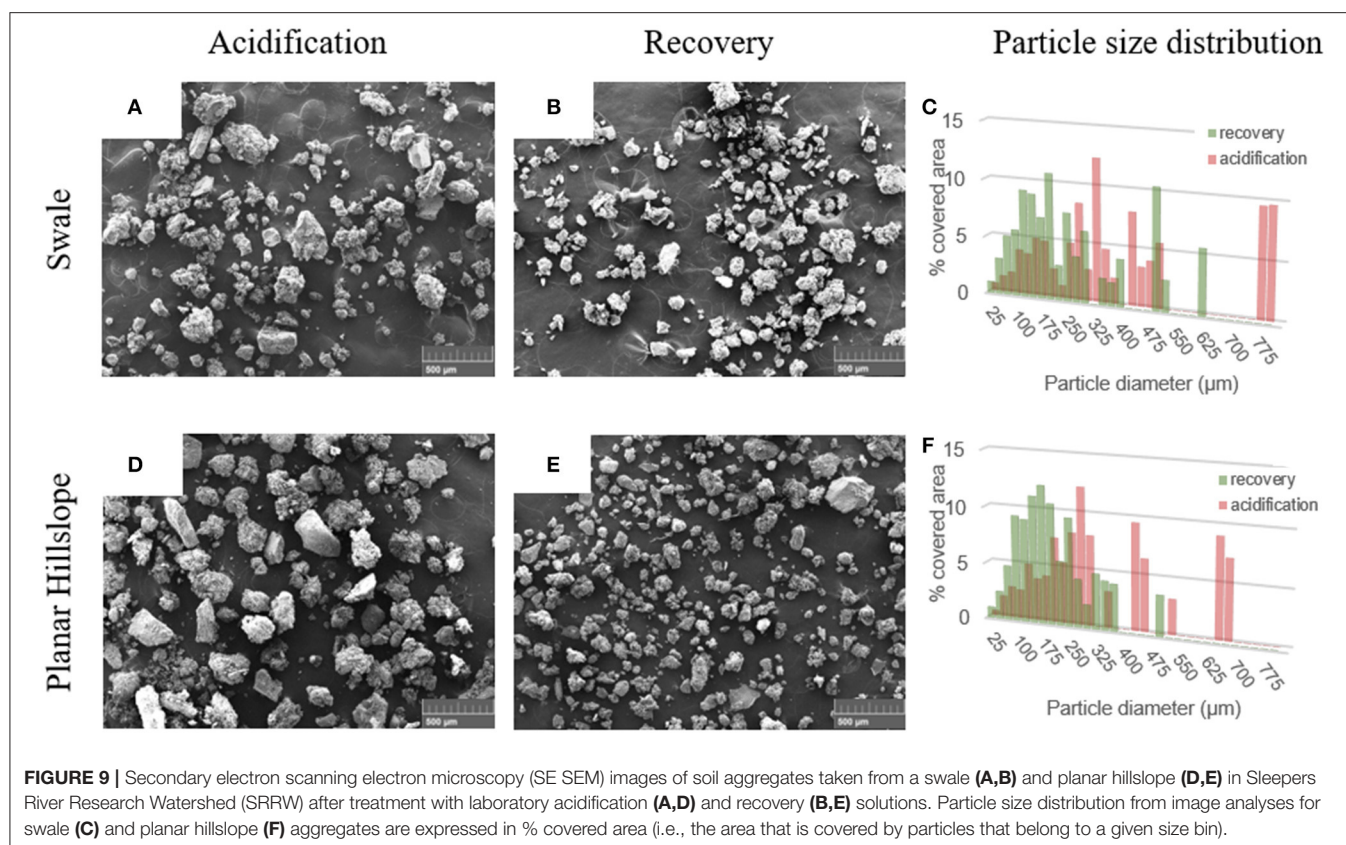 Acidification
Recovery
Particle size distribution
Swale
A
500 µm
B
500 µm
C
15
10
5
0
% covered area
recovery
acidification
25
100
175
250
325
400
475
550
625
700
775
Particle diameter (µm)
Planar Hillslope
D
500 µm
E
500 µm
F
15
10
5
0
% covered area
recovery
acidification
25
100
175
250
325
400
475
550
625
700
775
Particle diameter (µm)
FIGURE 9 | Secondary electron scanning electron microscopy (SE SEM) images of soil aggregates taken from a swale (A,B) and planar hillslope (D,E) in Sleepers
River Research Watershed (SRRW) after treatment with laboratory acidification (A,D) and recovery (B,E) solutions. Particle size distribution from image analyses for
swale (C) and planar hillslope (F) aggregates are expressed in % covered area (i.e., the area that is covered by particles that belong to a given size bin).